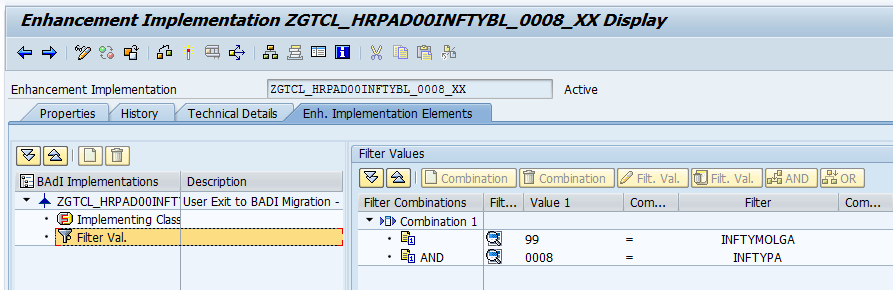 Enhancement Implementation ZGTCL_HRPAD00INFTYBL_0008_XX Display
Enhancement Implementation ZGTCL_HRPAD00INFTYBL_0008_XX Active
Properties History Technical Details Enh. Implementation Elements
Filter Values
Combination Combination Filt. Val. Filt. Val. AND OR
BAdI Implementations Description
ZGTCL_HRPAD00INFT User Exit to BADI Migration -
Implementing Class
Filter Val.
Filter Combinations Filt... Value 1 Com... Filter Com...
Combination 1
99 = INFTYMOLGA
AND 0008 = INFTYPA